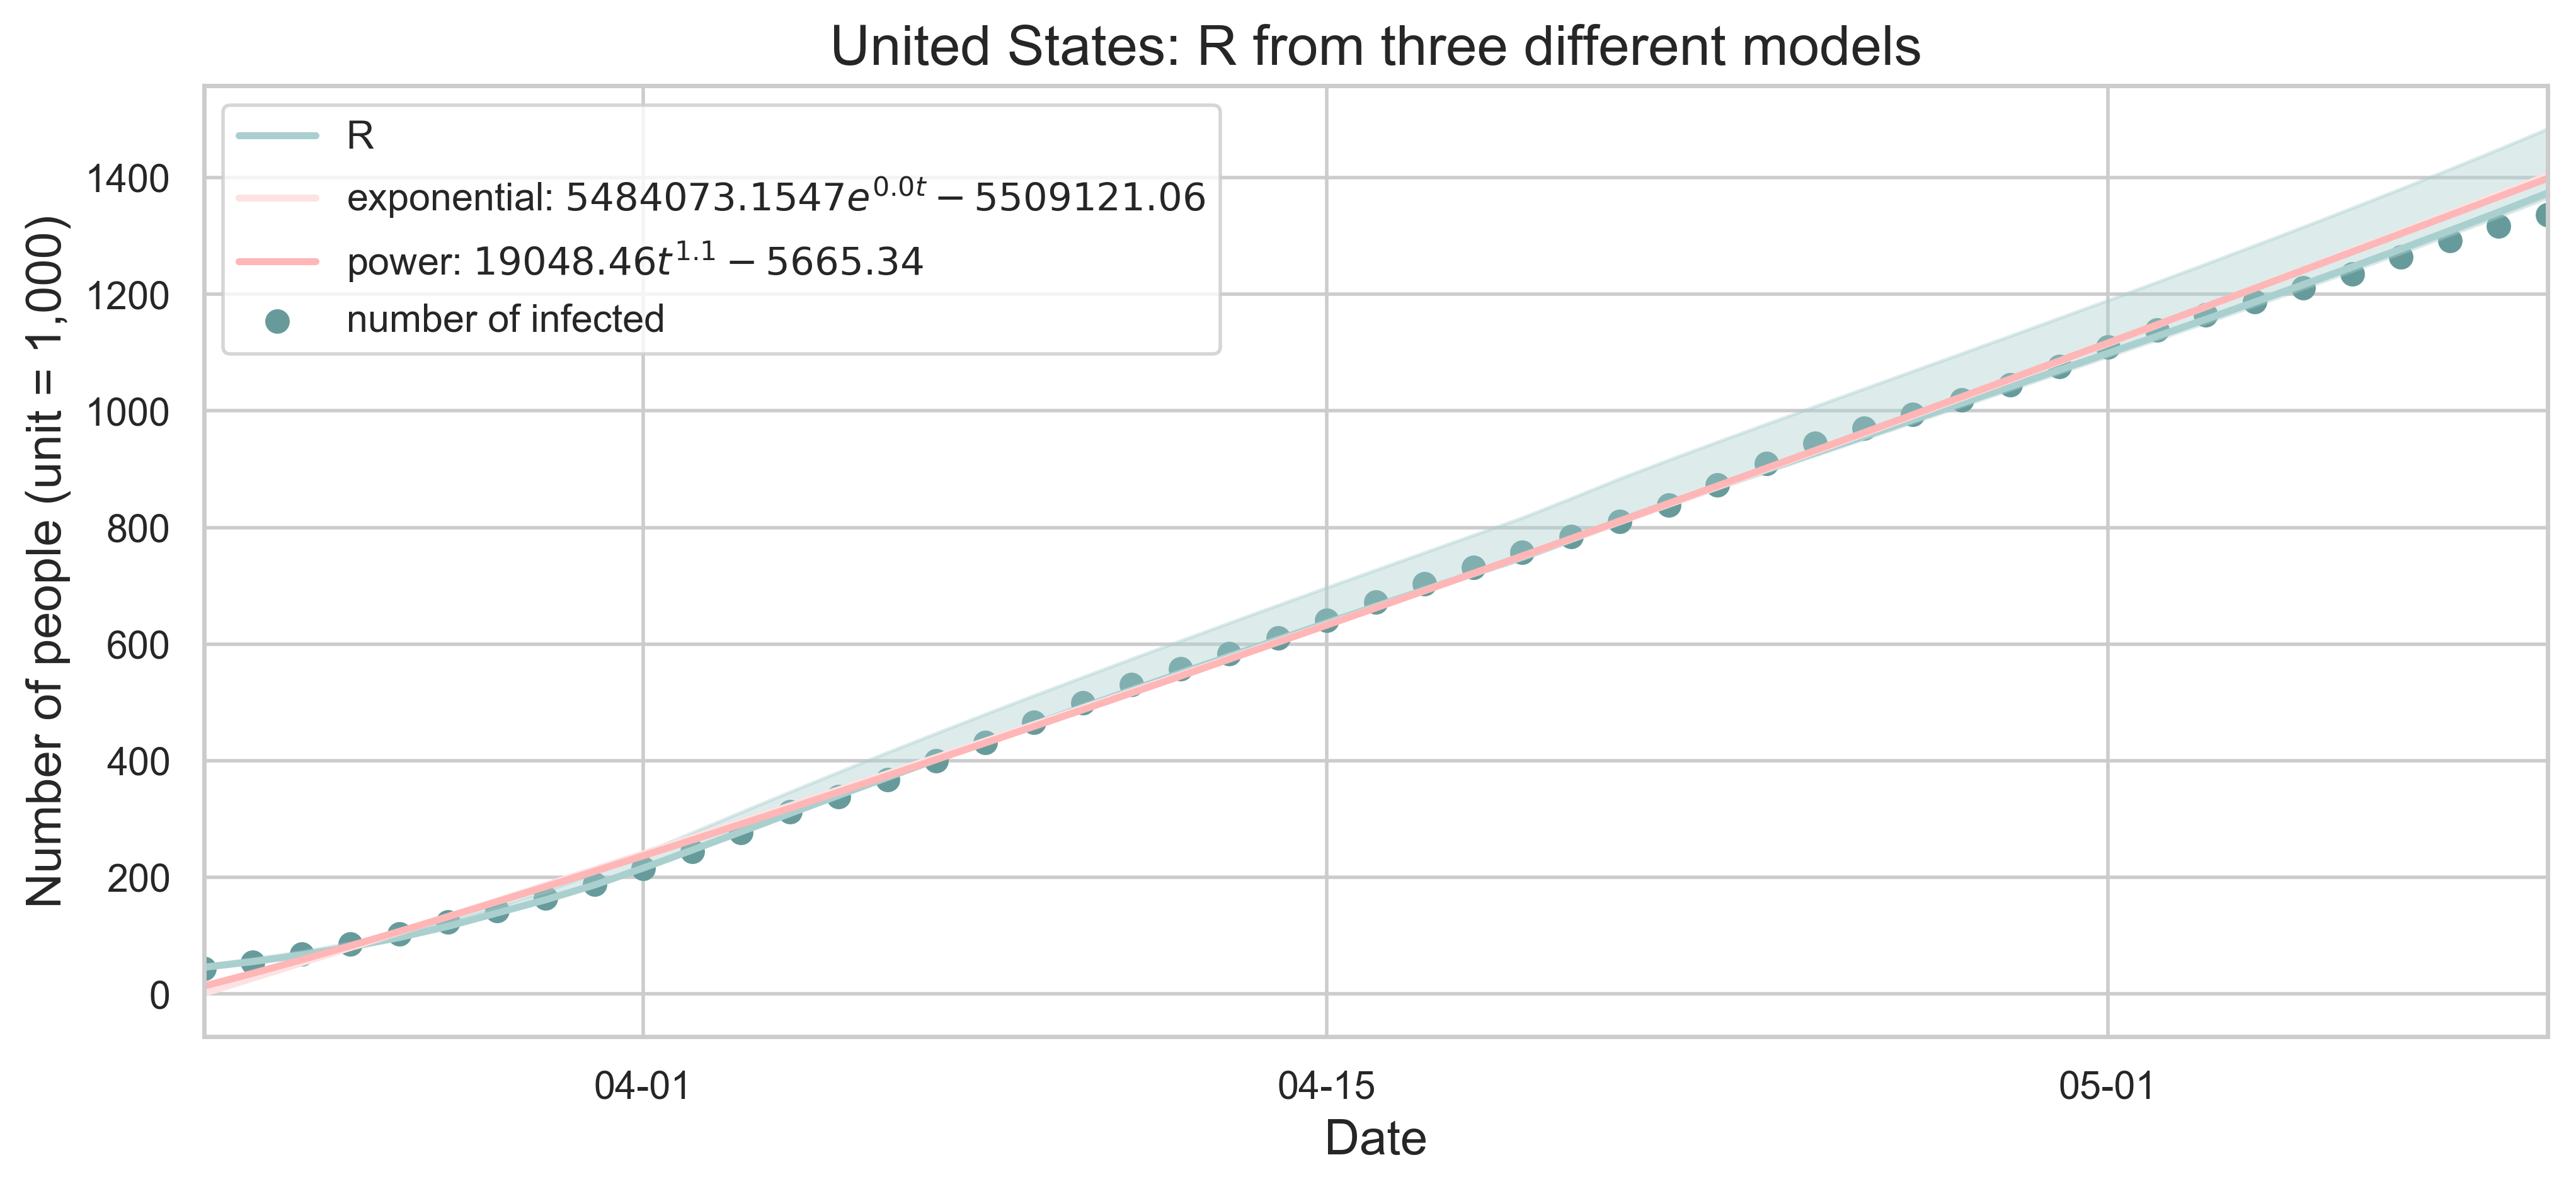 United States: R from three different models
R
exponential: 5484073.1547e^{0.0t} − 5509121.06
power: 19048.46t^{1.1} − 5665.34
number of infected
Number of people (unit = 1,000)
1400
1200
1000
800
600
400
200
0
04-01 04-15 05-01
Date